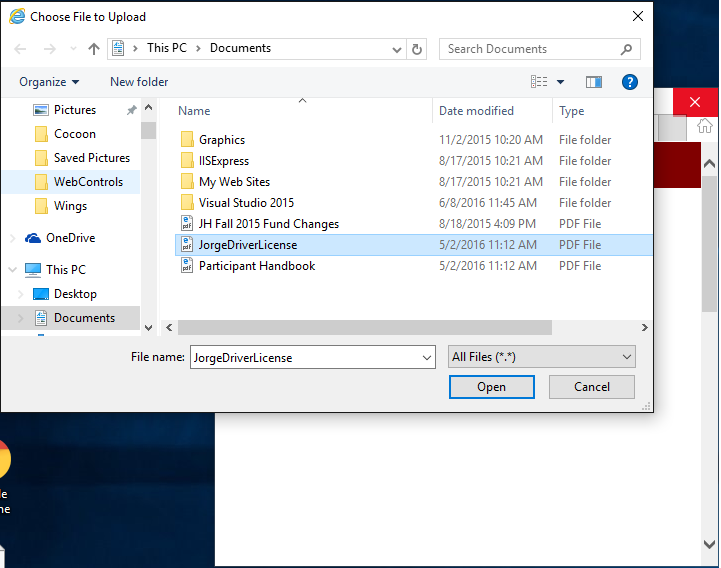 Choose File to Upload
This PC > Documents
Search Documents
Organize
New folder
Pictures
Cocoon
Saved Pictures
WebControls
Wings
OneDrive
This PC
Desktop
Documents
Name Date modified Type
Graphics 11/2/2015 10:20 AM File folder
IISExpress 8/17/2015 10:21 AM File folder
My Web Sites 8/17/2015 10:21 AM File folder
Visual Studio 2015 6/8/2016 11:45 AM File folder
JH Fall 2015 Fund Changes 8/18/2015 4:09 PM PDF File
JorgeDriverLicense 5/2/2016 11:12 AM PDF File
Participant Handbook 5/2/2016 11:12 AM PDF File
File name: JorgeDriverLicense All Files (*.*)
Open Cancel
le
ne